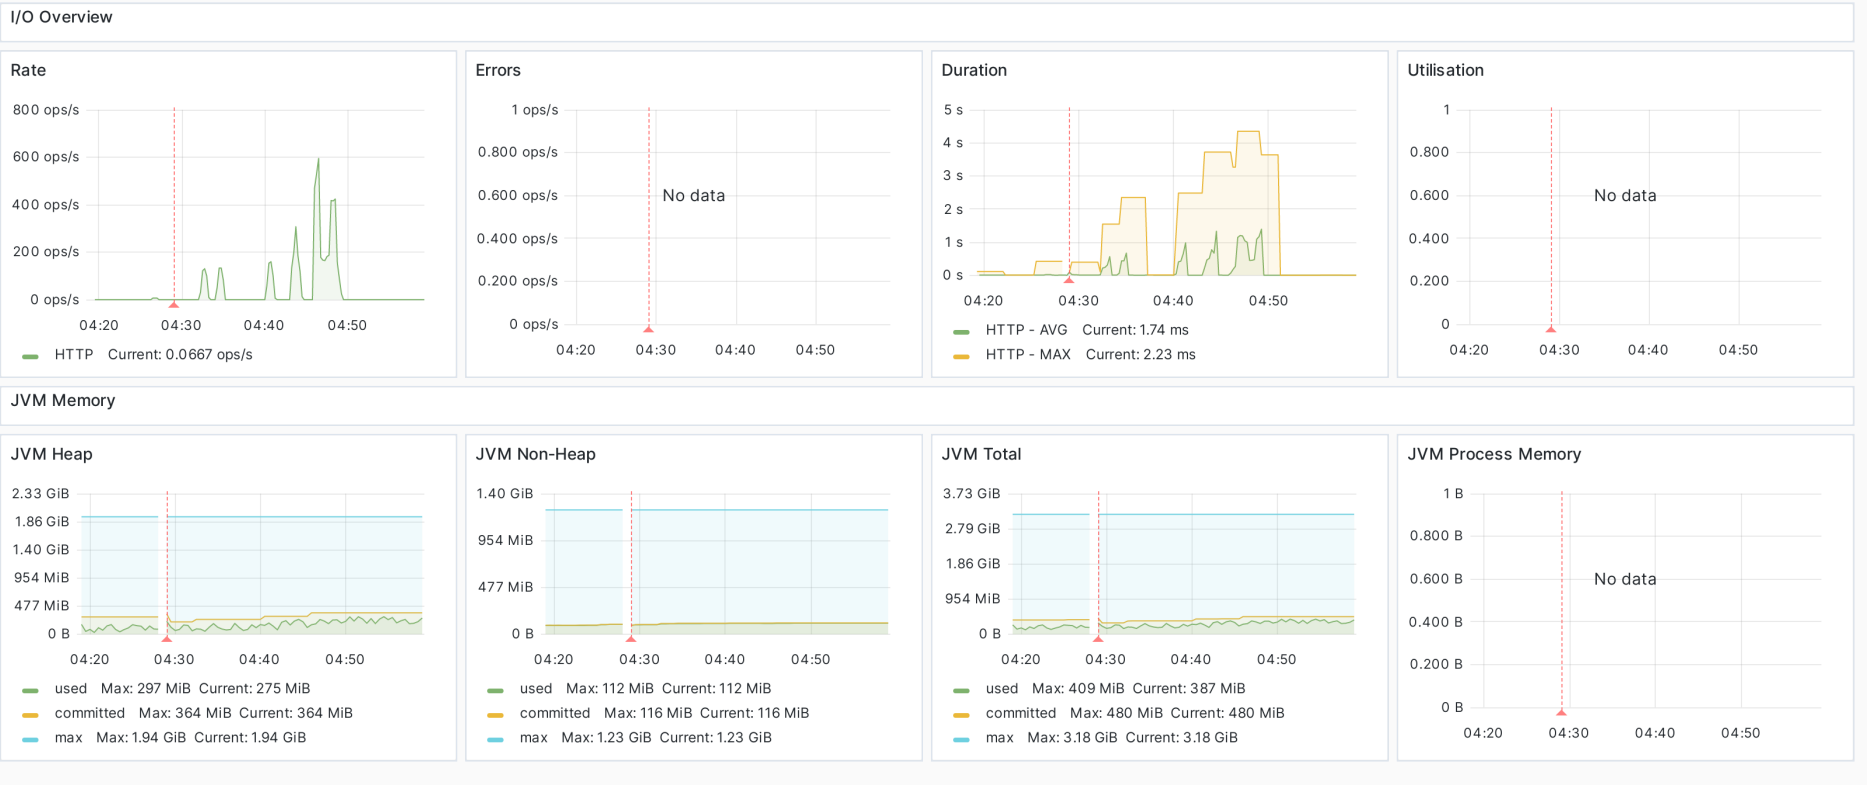 I/O Overview
Rate
800 ops/s
600 ops/s
400 ops/s
200 ops/s
0 ops/s
04:20 04:30 04:40 04:50
HTTP Current: 0.0667 ops/s
Errors
1 ops/s
0.800 ops/s
0.600 ops/s
0.400 ops/s
0.200 ops/s
0 ops/s
No data
04:20 04:30 04:40 04:50
Duration
5 s
4 s
3 s
2 s
1 s
0 s
04:20 04:30 04:40 04:50
HTTP - AVG Current: 1.74 ms
HTTP - MAX Current: 2.23 ms
Utilisation
1
0.800
0.600
0.400
0.200
0
No data
04:20 04:30 04:40 04:50
JVM Memory
JVM Heap
2.33 GiB
1.86 GiB
1.40 GiB
954 MiB
477 MiB
0 B
04:20 04:30 04:40 04:50
used Max: 297 MiB Current: 275 MiB
committed Max: 364 MiB Current: 364 MiB
max Max: 1.94 GiB Current: 1.94 GiB
JVM Non-Heap
1.40 GiB
954 MiB
477 MiB
0 B
04:20 04:30 04:40 04:50
used Max: 112 MiB Current: 112 MiB
committed Max: 116 MiB Current: 116 MiB
max Max: 1.23 GiB Current: 1.23 GiB
JVM Total
3.73 GiB
2.79 GiB
1.86 GiB
954 MiB
0 B
04:20 04:30 04:40 04:50
used Max: 409 MiB Current: 387 MiB
committed Max: 480 MiB Current: 480 MiB
max Max: 3.18 GiB Current: 3.18 GiB
JVM Process Memory
1 B
0.800 B
0.600 B
0.400 B
0.200 B
0 B
No data
04:20 04:30 04:40 04:50